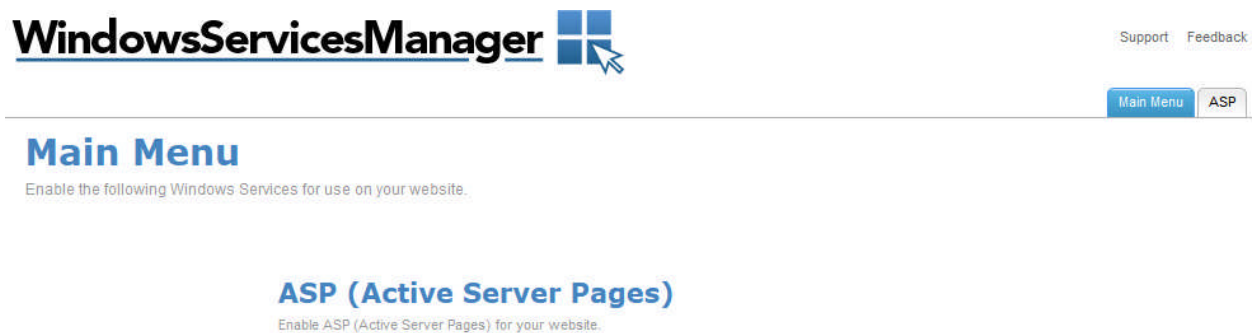 WindowsServicesManager
Support Feedback
Main Menu ASP
Main Menu
Enable the following Windows Services for use on your website.
ASP (Active Server Pages)
Enable ASP (Active Server Pages) for your website.